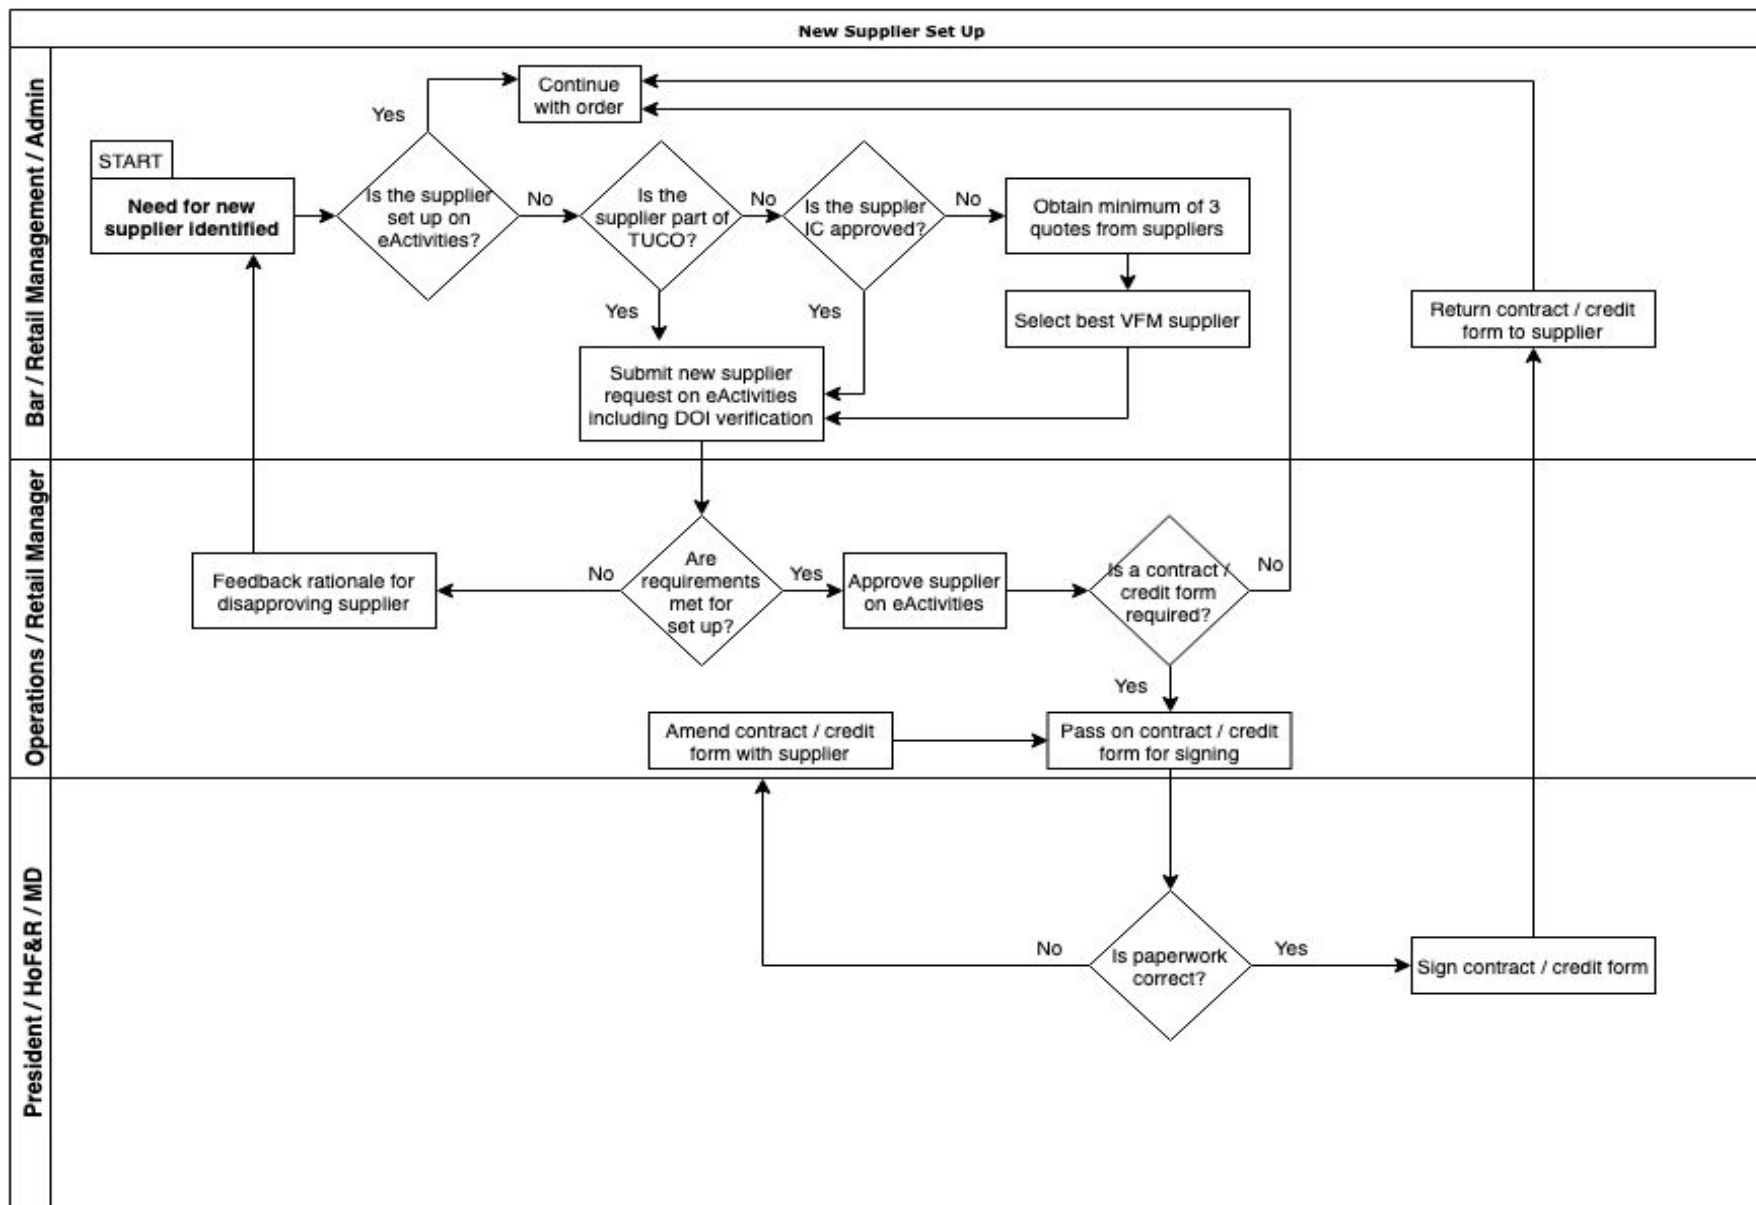 New Supplier Set Up
Bar / Retail Management / Admin
Continue
with order
Yes
START
Need for new
supplier identified
Is the supplier
set up on
eActivities?
No
Is the
supplier part of
TUCO?
No
Is the suppler
IC approved?
No
Obtain minimum of 3
quotes from suppliers
Yes
Yes
Select best VFM supplier
Return contract / credit
form to supplier
Submit new supplier
request on eActivities
including DOI verification
Operations / Retail Manager
Feedback rationale for
disapproving supplier
No
Are
requirements
met for
set up?
Yes
Approve supplier
on eActivities
Is a contract /
credit form
required?
No
Yes
Amend contract / credit
form with supplier
Pass on contract / credit
form for signing
President / HoF&R / MD
No
Is paperwork
correct?
Yes
Sign contract / credit form